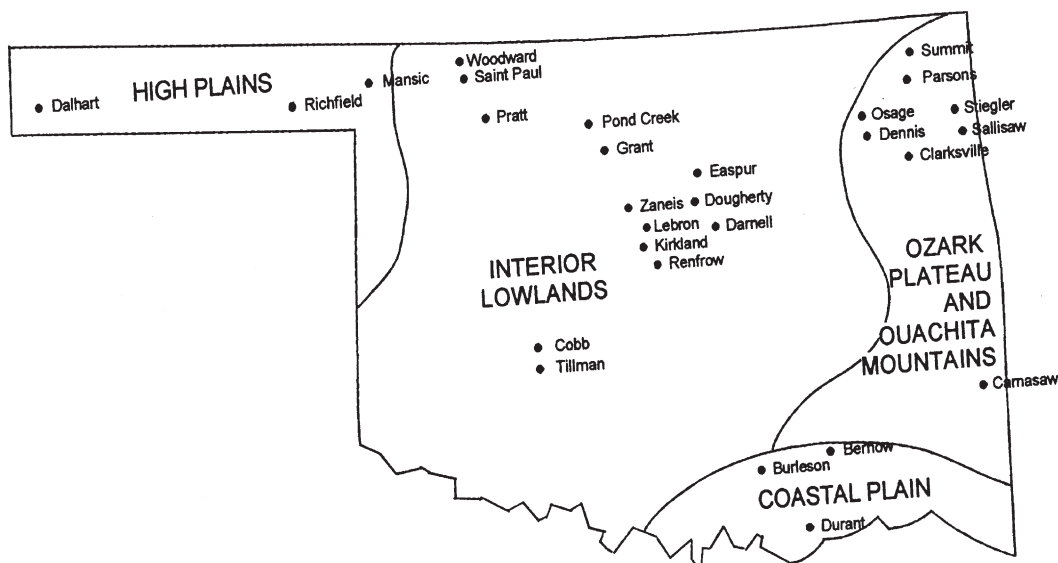 Woodward
Summit
Saint Paul
Mansic
Parsons
HIGH PLAINS
Dalhart
Richfield
Pratt
Pond Creek
Osage
Stiegler
Dennis
Sallisaw
Grant
Clarksville
Easpur
Zaneis
Dougherty
Lebron
Darnell
Kirkland
Renfrow
INTERIOR
LOWLANDS
OZARK
PLATEAU
AND
OUACHITA
MOUNTAINS
Cobb
Tillman
Carnasaw
Bernow
Burleson
COASTAL PLAIN
Durant